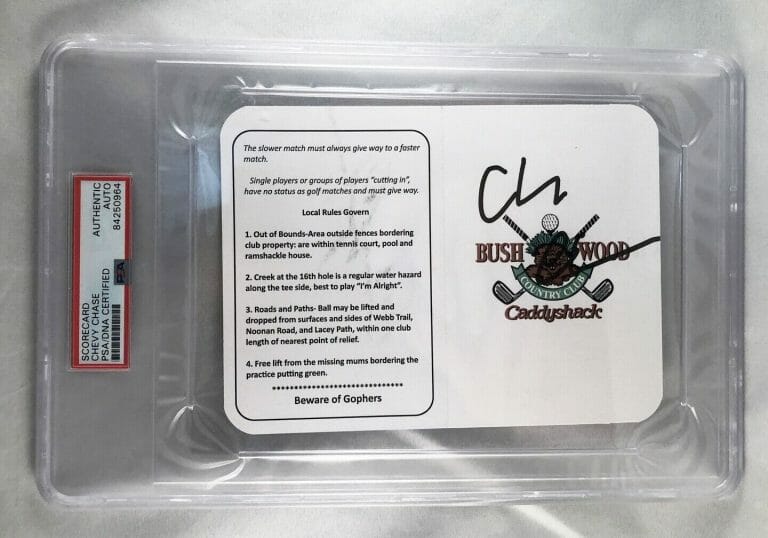 SCORECARD
CHEVY CHASE
PSA/DNA CERTIFIED
AUTHENTIC
AUTO
84250964
PSA
The slower match must always give way to a faster
match.
Single players or groups of players "cutting in",
have no status as golf matches and must give way.
Local Rules Govern
1. Out of Bounds-Area outside fences bordering
club property: are within tennis court, pool and
ramshackle house.
2. Creek at the 16th hole is a regular water hazard
along the tee side, best to play "I'm Alright".
3. Roads and Paths- Ball may be lifted and
dropped from surfaces and sides of Webb Trail,
Noonan Road, and Lacey Path, within one club
length of nearest point of relief.
4. Free lift from the missing mums bordering the
practice putting green.
Beware of Gophers
BUSH WOOD
COUNTRY CLUB
Caddyshack